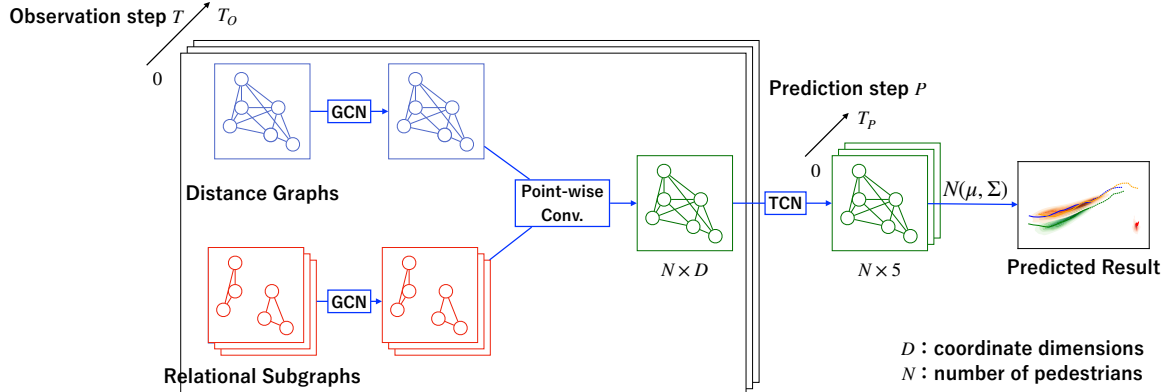 Observation step T
T_O
0
GCN
Distance Graphs
Point-wise
Conv.
GCN
Relational Subgraphs
N × D
TCN
Prediction step P
T_P
0
N × 5
N(μ, Σ)
Predicted Result
D : coordinate dimensions
N : number of pedestrians